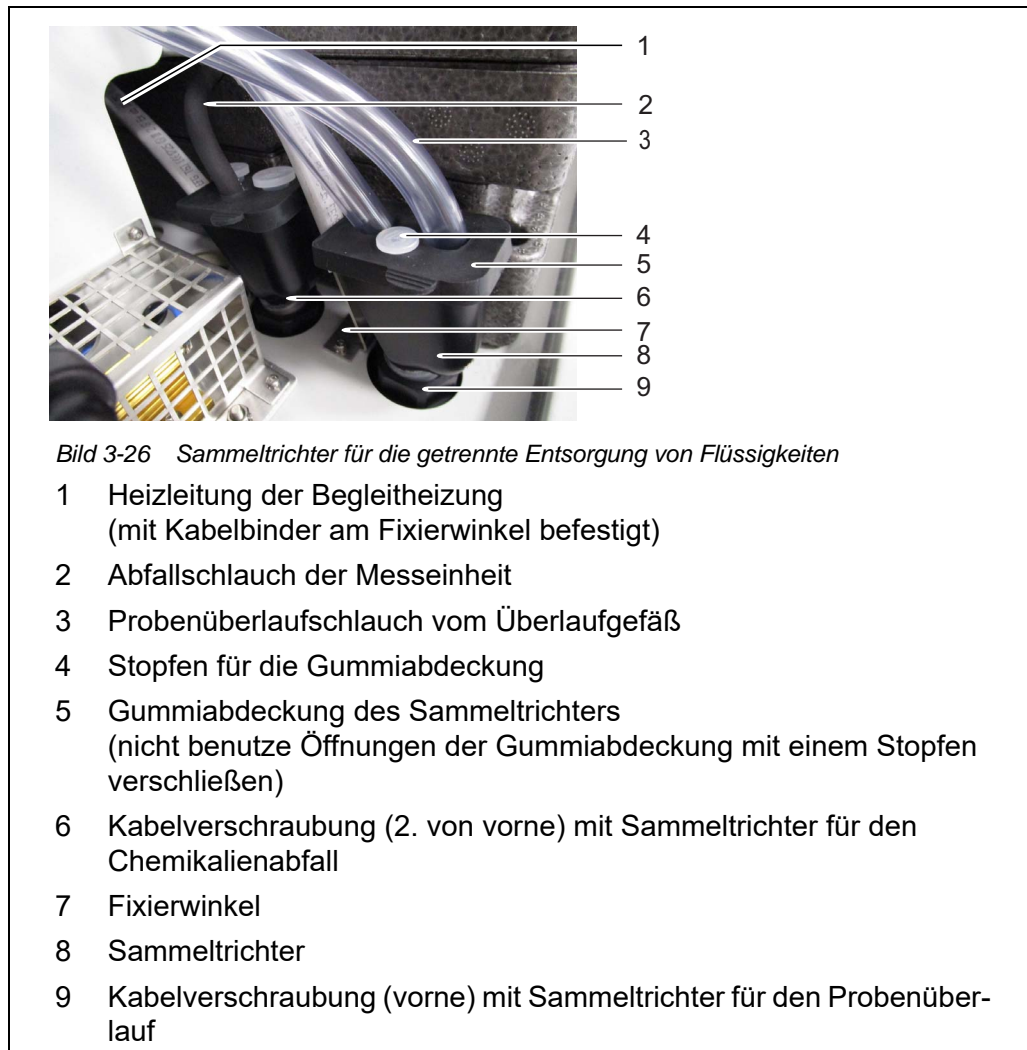 1
2
3
4
5
6
7
8
9
Bild 3-26 Sammeltrichter für die getrennte Entsorgung von Flüssigkeiten
1 Heizleitung der Begleitheizung
(mit Kabelbinder am Fixierwinkel befestigt)
2 Abfallschlauch der Messeinheit
3 Probenüberlaufschlauch vom Überlaufgefäß
4 Stopfen für die Gummiabdeckung
5 Gummiabdeckung des Sammeltrichters
(nicht benutze Öffnungen der Gummiabdeckung mit einem Stopfen
verschließen)
6 Kabelverschraubung (2. von vorne) mit Sammeltrichter für den
Chemikalienabfall
7 Fixierwinkel
8 Sammeltrichter
9 Kabelverschraubung (vorne) mit Sammeltrichter für den Probenüber-
lauf